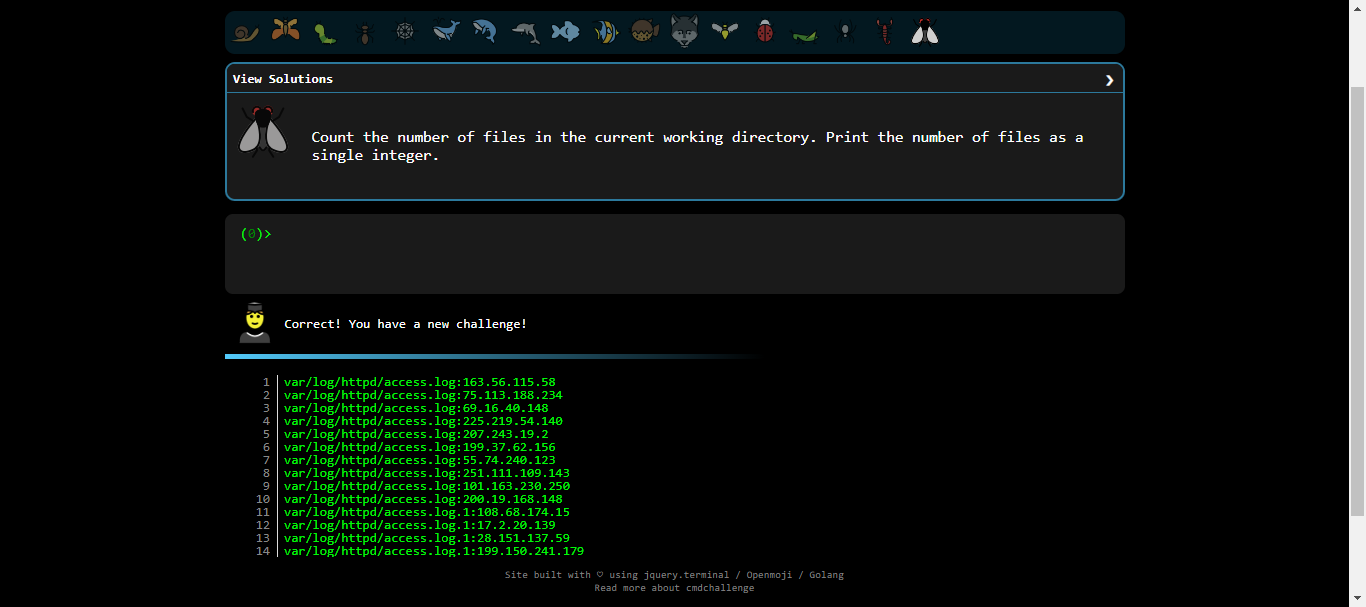 View Solutions ❯
Count the number of files in the current working directory. Print the number of files as a
single integer.
(0)>
Correct! You have a new challenge!
1 var/log/httpd/access.log:163.56.115.58
2 var/log/httpd/access.log:75.113.188.234
3 var/log/httpd/access.log:69.16.40.148
4 var/log/httpd/access.log:225.219.54.140
5 var/log/httpd/access.log:207.243.19.2
6 var/log/httpd/access.log:199.37.62.156
7 var/log/httpd/access.log:55.74.240.123
8 var/log/httpd/access.log:251.111.109.143
9 var/log/httpd/access.log:101.163.230.250
10 var/log/httpd/access.log:200.19.168.148
11 var/log/httpd/access.log.1:108.68.174.15
12 var/log/httpd/access.log.1:17.2.20.139
13 var/log/httpd/access.log.1:28.151.137.59
14 var/log/httpd/access.log.1:199.150.241.179
Site built with ♡ using jquery.terminal / Openmoji / Golang
Read more about cmdchallenge